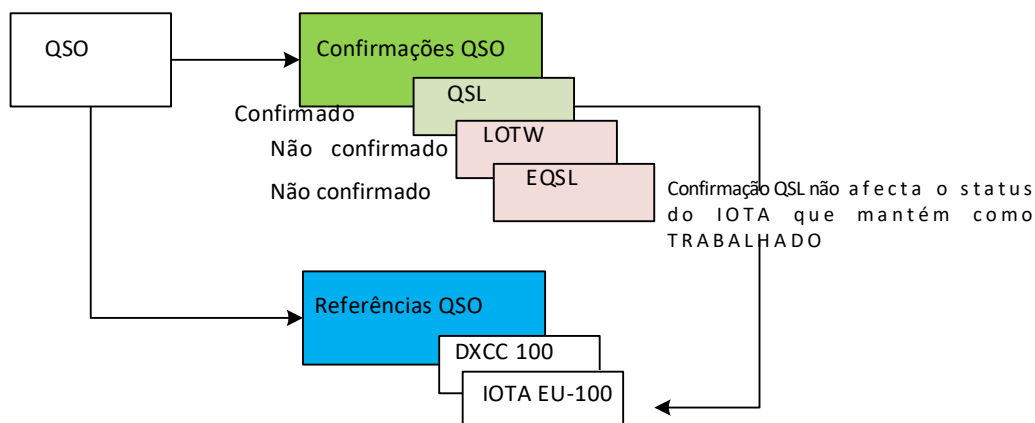 QSO
Confirmações QSO
QSL
Confirmado
LOTW
Não confirmado
EQSL
Não confirmado
Confirmação QSL não afecta o status
do IOTA que mantém como
TRABALHADO
Referências QSO
DXCC 100
IOTA EU-100